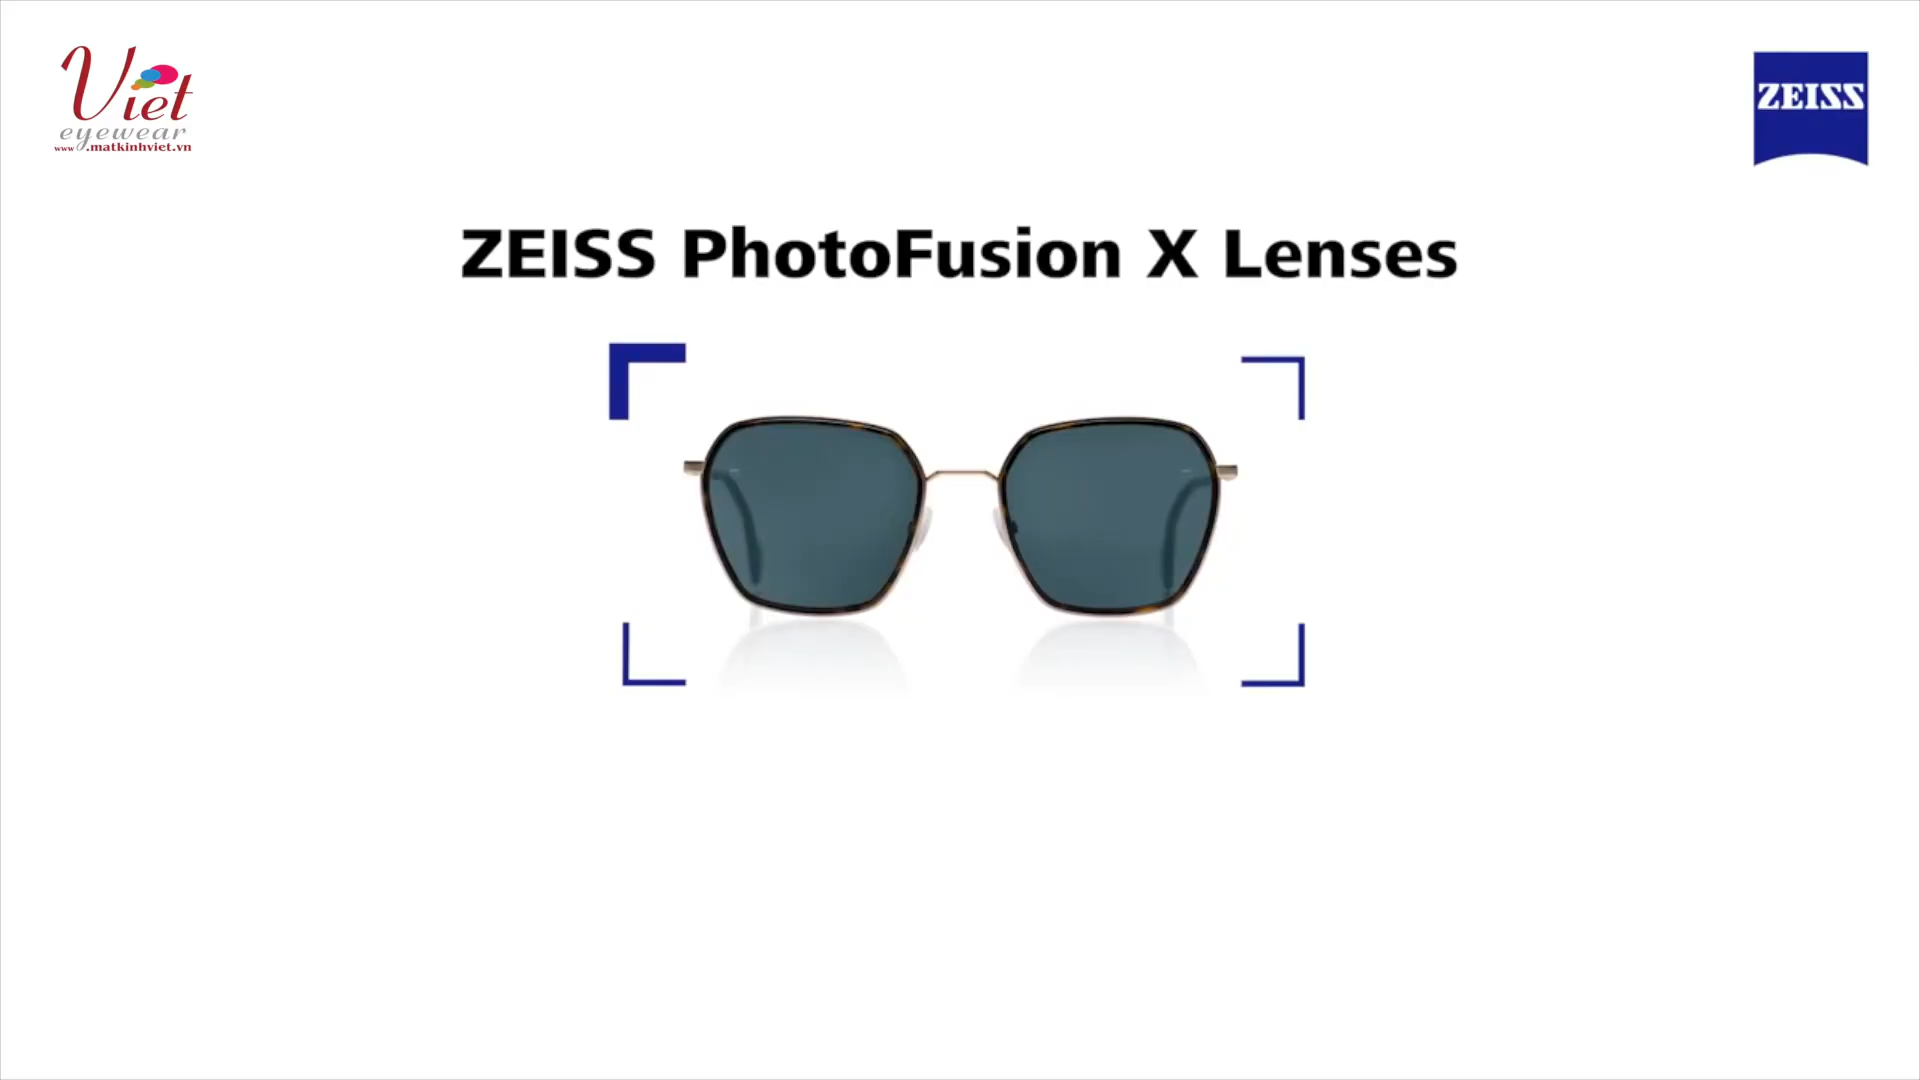 Viet
eyewear
www.matkinhviet.vn
ZEISS
ZEISS PhotoFusion X Lenses